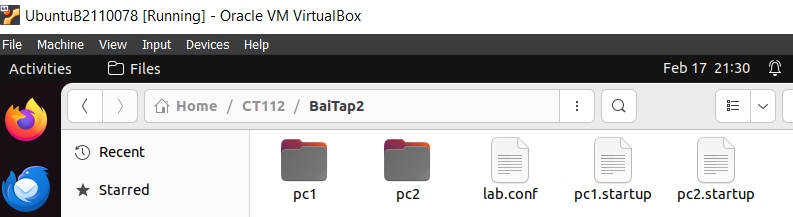 UbuntuB2110078 [Running] - Oracle VM VirtualBox
File Machine View Input Devices Help
Activities Files Feb 17 21:30
Home / CT112 / BaiTap2
Recent
Starred
pc1 pc2 lab.conf pc1.startup pc2.startup